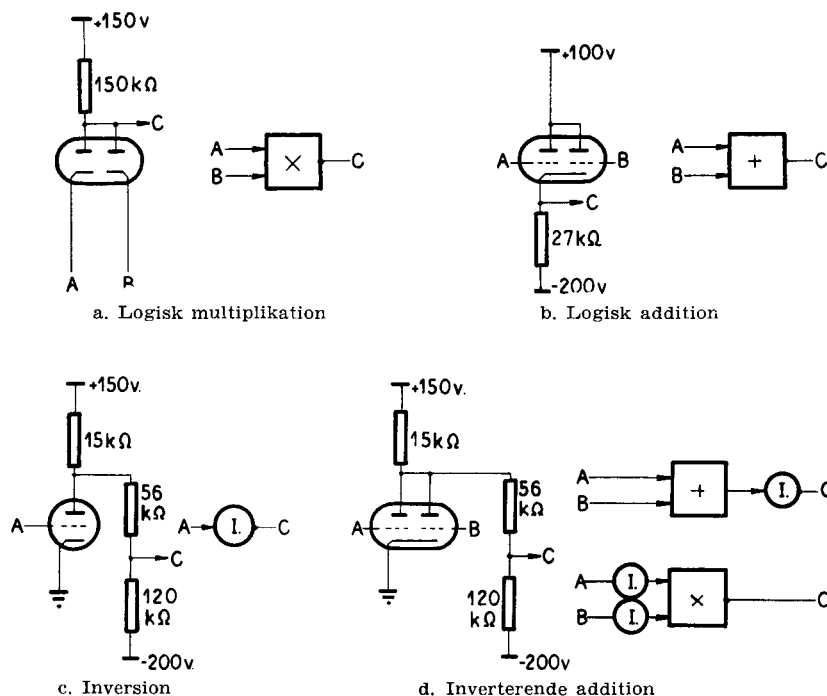 +150v
150kΩ
C
A
B
×
C
A
B
a. Logisk multiplikation
+100v
A
B
C
27kΩ
-200v
A
B
+
C
b. Logisk addition
+150v.
15kΩ
56
kΩ
A
C
120
kΩ
-200v.
A
I.
C
c. Inversion
+150v.
15kΩ
56
kΩ
A
B
C
120
kΩ
-200v.
A
B
+
I.
C
A
I.
B
I.
×
C
d. Inverterende addition